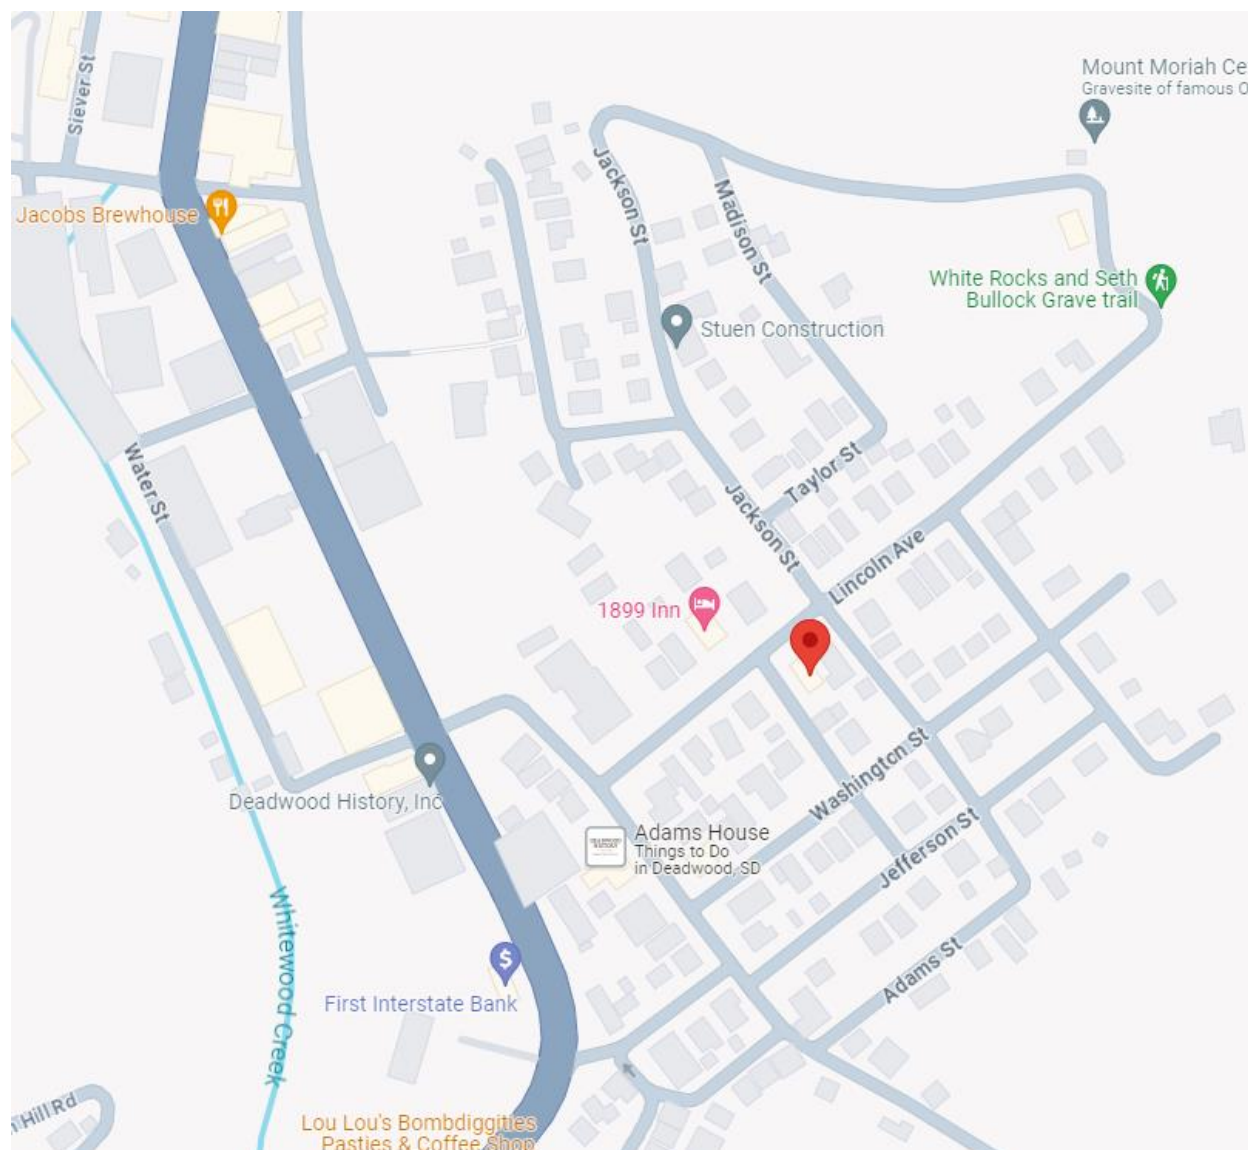 Siever St
Mount Moriah Ce
Gravesite of famous O
Jackson St
Madison St
Jacobs Brewhouse
White Rocks and Seth
Bullock Grave trail
Stuen Construction
Water St
Taylor St
Jackson St
Lincoln Ave
1899 Inn
Washington St
Deadwood History, Inc
Jefferson St
Adams House
Things to Do
in Deadwood, SD
Whitewood Creek
Adams St
First Interstate Bank
Hill Rd
Lou Lou's Bombdiggities
Pasties & Coffee Shop